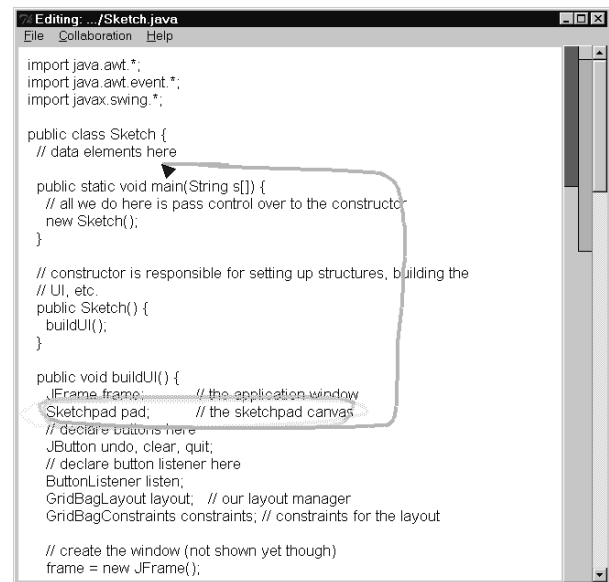 Editing: .../Sketch.java
File Collaboration Help
import java.awt.*;
import java.awt.event.*;
import javax.swing.*;
public class Sketch {
// data elements here
public static void main(String s[]) {
// all we do here is pass control over to the constructor
new Sketch();
}
// constructor is responsible for setting up structures, building the
// UI, etc.
public Sketch() {
buildUI();
}
public void buildUI() {
JFrame frame; // the application window
Sketchpad pad; // the sketchpad canvas
// declare buttons here
JButton undo, clear, quit;
// declare button listener here
ButtonListener listen;
GridBagLayout layout; // our layout manager
GridBagConstraints constraints; // constraints for the layout
// create the window (not shown yet though)
frame = new JFrame();